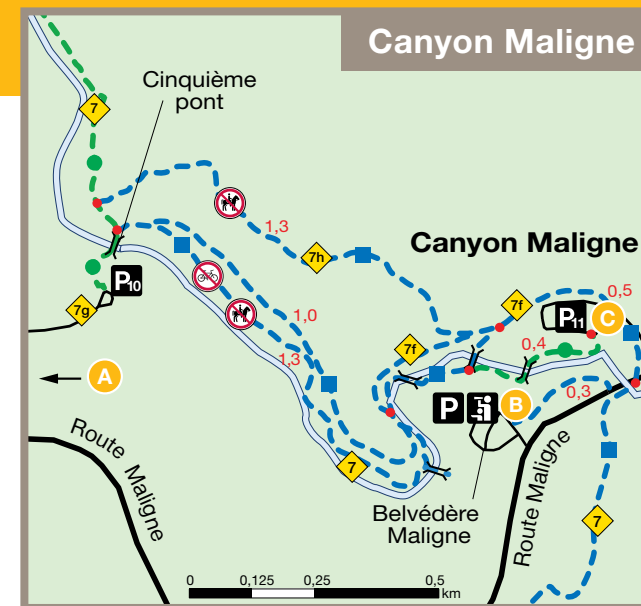 Canyon Maligne
Cinquième
pont
7
1,3
7h
Canyon Maligne
0,5
7f
P11
C
P10
7g
1,0
7f
0,4
1,3
A
P
B
0,3
Route Maligne
7
Belvédère
Maligne
Route Maligne
7
0 0,125 0,25 0,5
km